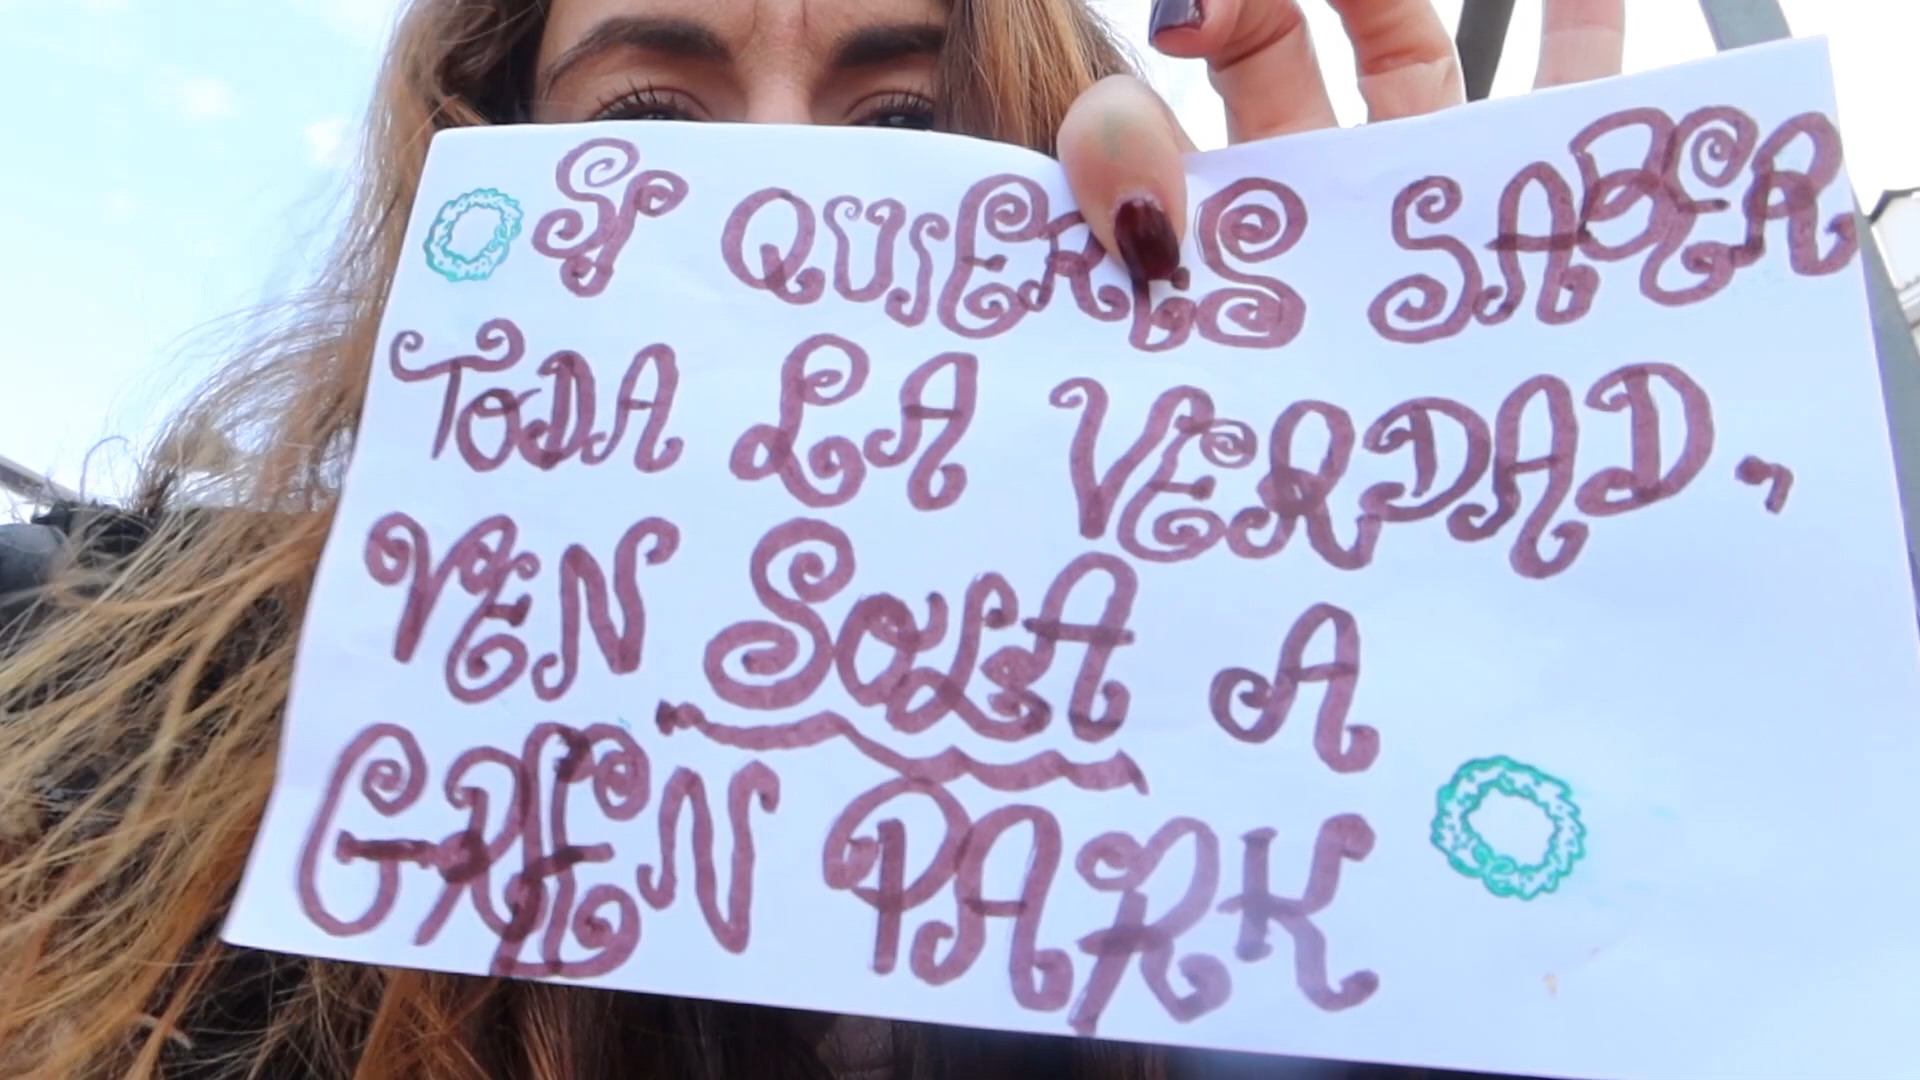 SI QUIERES SABER
TODA LA VERDAD,
VEN SOLA A
GREEN PARK